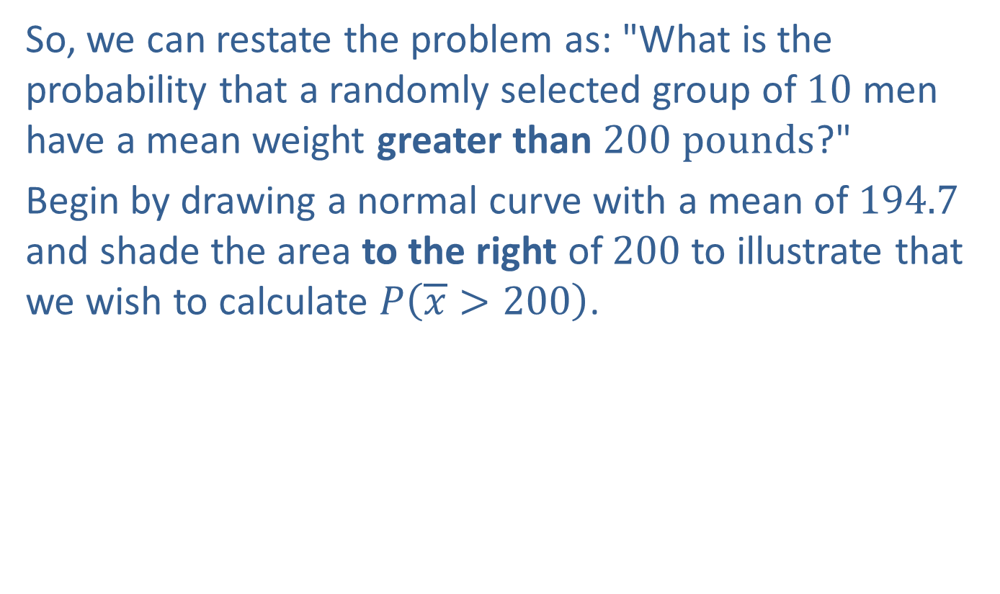 So, we can restate the problem as: "What is the
probability that a randomly selected group of 10 men
have a mean weight greater than 200 pounds?"
Begin by drawing a normal curve with a mean of 194.7
and shade the area to the right of 200 to illustrate that
we wish to calculate P(x̅ > 200).